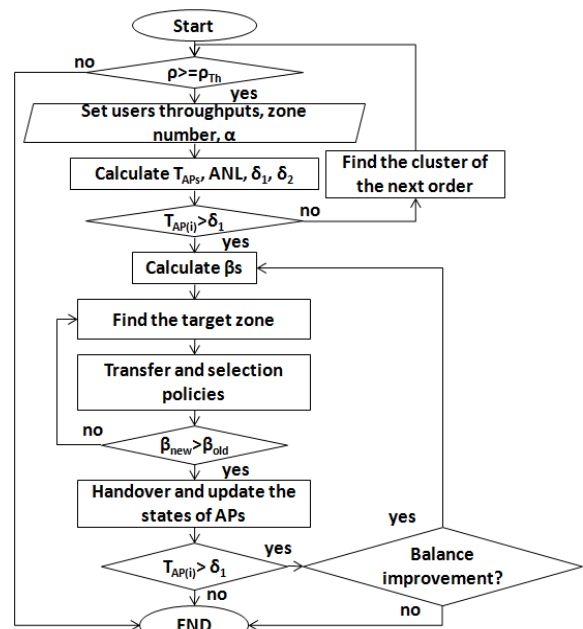 Start
no
ρ>=ρTh
yes
Set users throughputs, zone
number, α
Calculate TAPs, ANL, δ1, δ2
Find the cluster of
the next order
TAP(i)>δ1
no
yes
Calculate βs
Find the target zone
Transfer and selection
policies
no
βnew>βold
yes
Handover and update the
states of APs
yes
TAP(i)>δ1
yes
Balance
improvement?
no
no
END